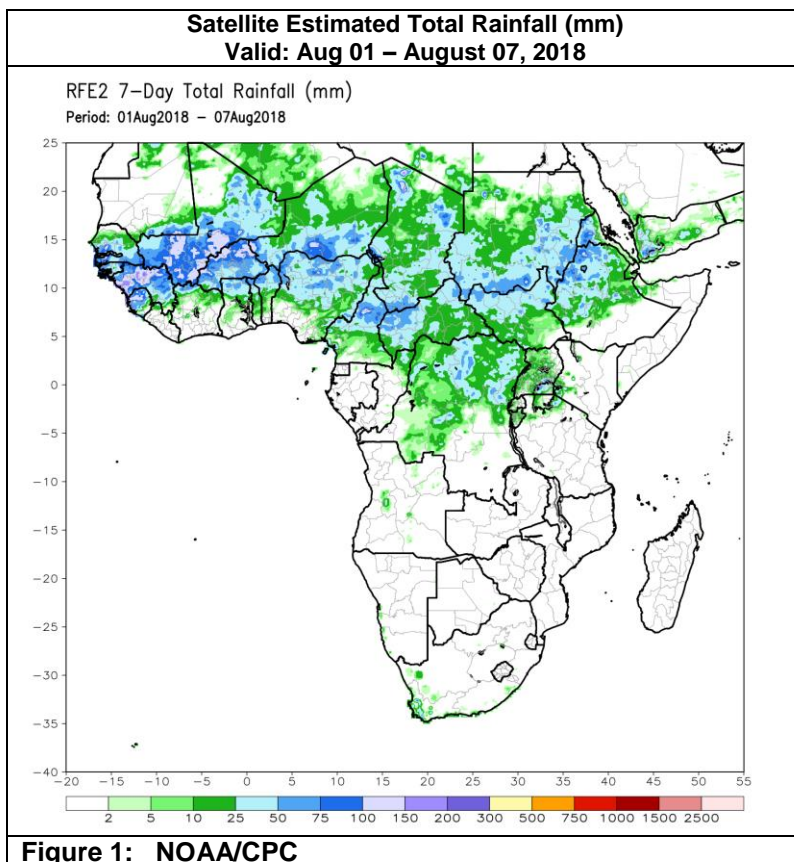 Satellite Estimated Total Rainfall (mm)
Valid: Aug 01 – August 07, 2018
RFE2 7-Day Total Rainfall (mm)
Period: 01Aug2018 – 07Aug2018
25
20
15
10
5
0
-5
-10
-15
-20
-25
-30
-35
-40
-20 -15 -10 -5 0 5 10 15 20 25 30 35 40 45 50 55
2 5 10 25 50 75 100 150 200 300 500 750 1000 1500 2500
Figure 1: NOAA/CPC